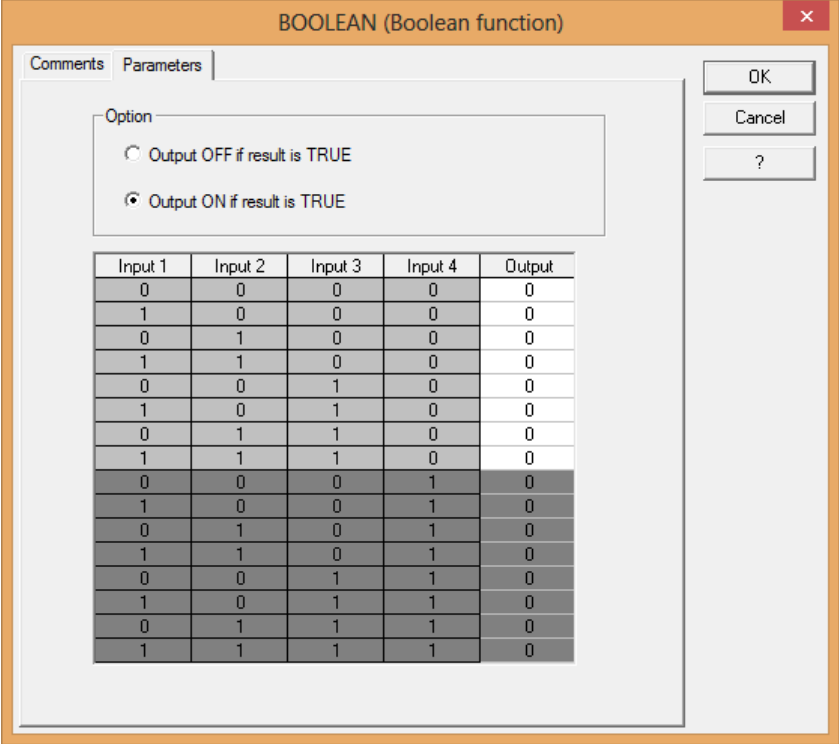 BOOLEAN (Boolean function)
×
Comments Parameters
OK
Cancel
?
Option
Output OFF if result is TRUE
Output ON if result is TRUE
Input 1 Input 2 Input 3 Input 4 Output
0 0 0 0 0
1 0 0 0 0
0 1 0 0 0
1 1 0 0 0
0 0 1 0 0
1 0 1 0 0
0 1 1 0 0
1 1 1 0 0
0 0 0 1 0
1 0 0 1 0
0 1 0 1 0
1 1 0 1 0
0 0 1 1 0
1 0 1 1 0
0 1 1 1 0
1 1 1 1 0